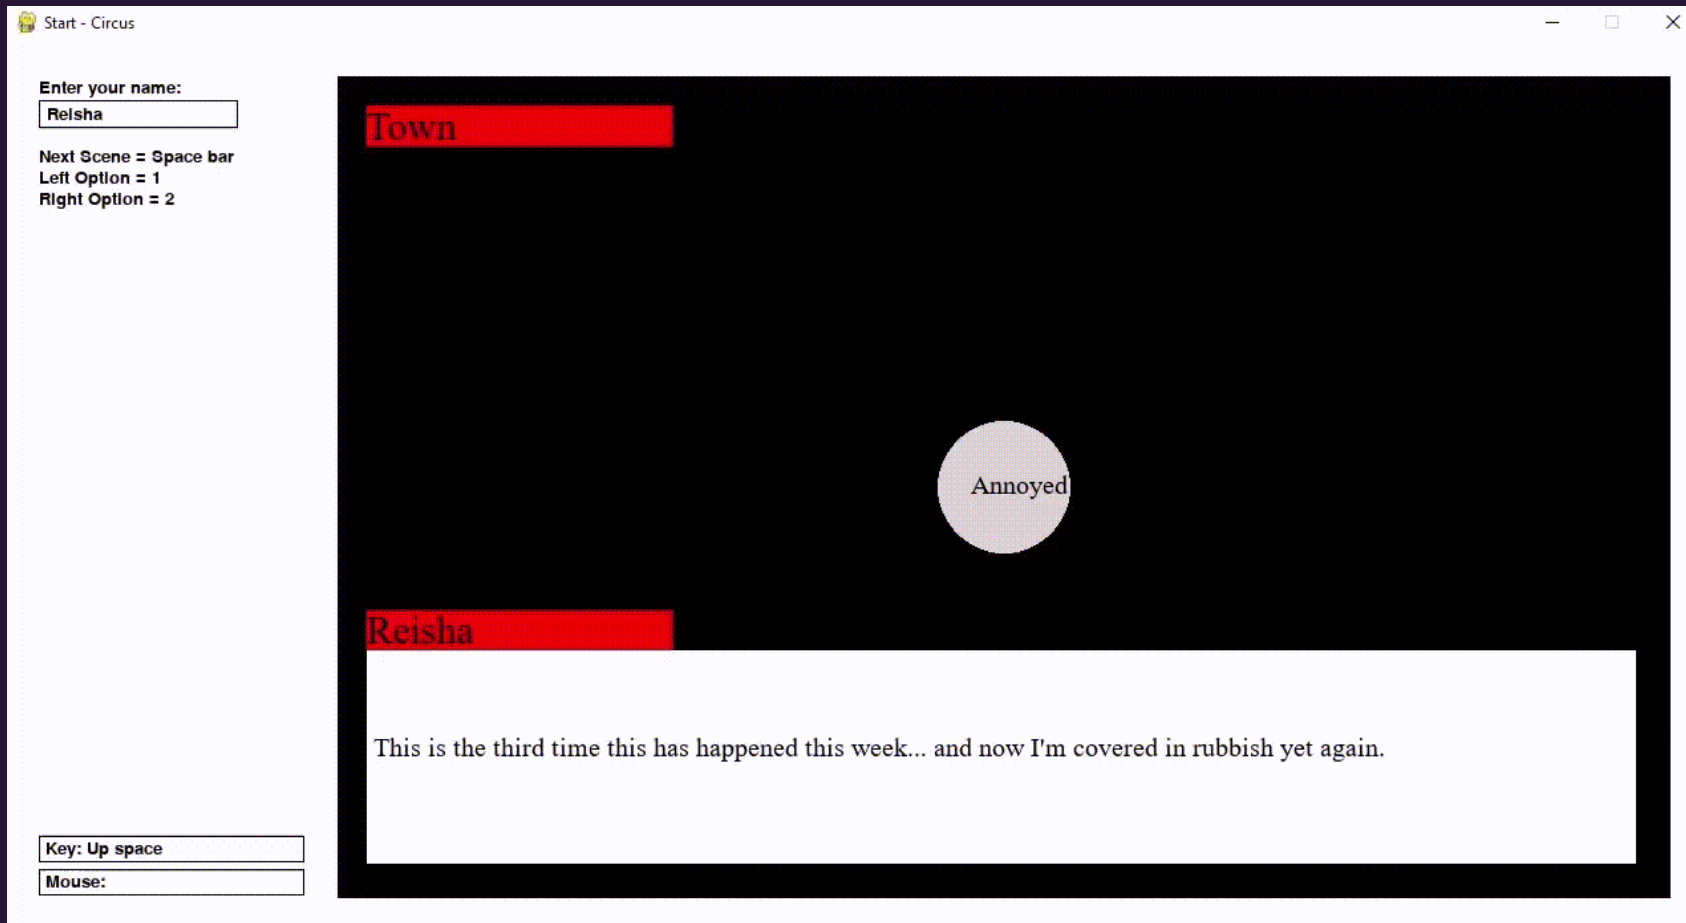 Start - Circus
Enter your name:
Reisha
Next Scene = Space bar
Left Option = 1
Right Option = 2
Town
Annoyed
Reisha
This is the third time this has happened this week... and now I'm covered in rubbish yet again.
Key: Up space
Mouse: